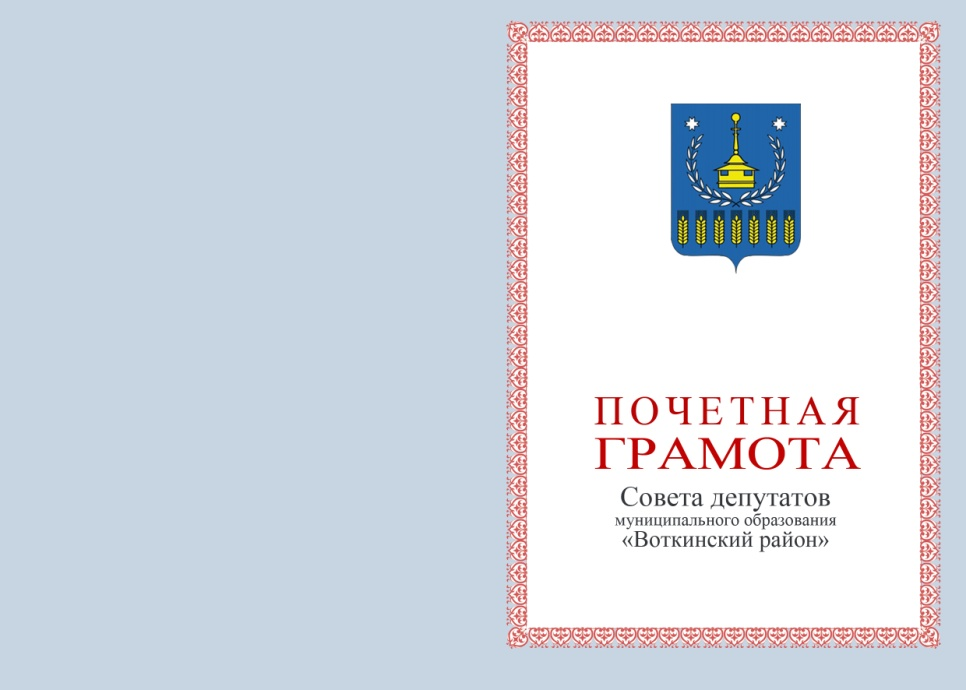 ПОЧЕТНАЯ
ГРАМОТА
Совета депутатов
муниципального образования
«Воткинский район»